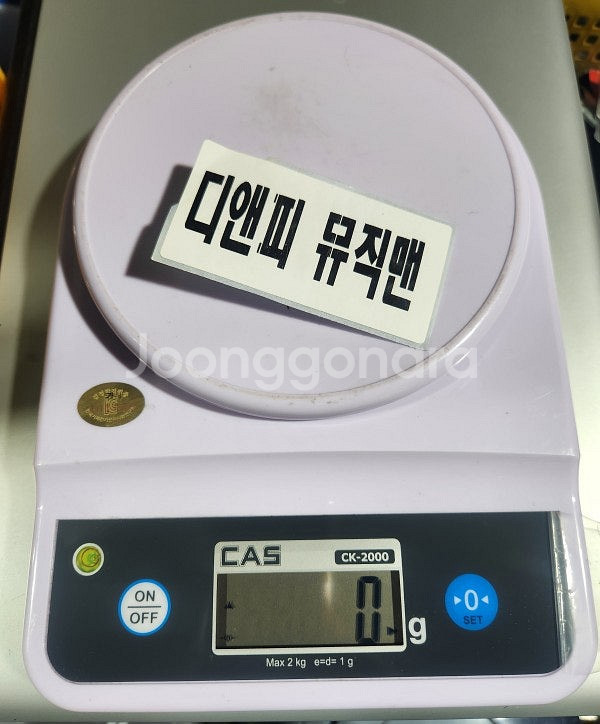 디앤피 뮤직맨
Joonggonara
CAS
CK-2000
ON
OFF
0
g
0
SET
Max 2 kg e=d= 1 g